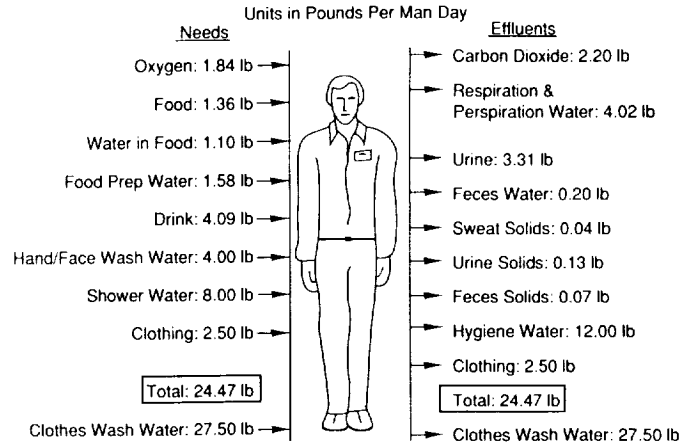 Units in Pounds Per Man Day
Needs
Oxygen: 1.84 lb
Food: 1.36 lb
Water in Food: 1.10 lb
Food Prep Water: 1.58 lb
Drink: 4.09 lb
Hand/Face Wash Water: 4.00 lb
Shower Water: 8.00 lb
Clothing: 2.50 lb
Total: 24.47 lb
Clothes Wash Water: 27.50 lb
Effluents
Carbon Dioxide: 2.20 lb
Respiration &
Perspiration Water: 4.02 lb
Urine: 3.31 lb
Feces Water: 0.20 lb
Sweat Solids: 0.04 lb
Urine Solids: 0.13 lb
Feces Solids: 0.07 lb
Hygiene Water: 12.00 lb
Clothing: 2.50 lb
Total: 24.47 lb
Clothes Wash Water: 27.50 lb